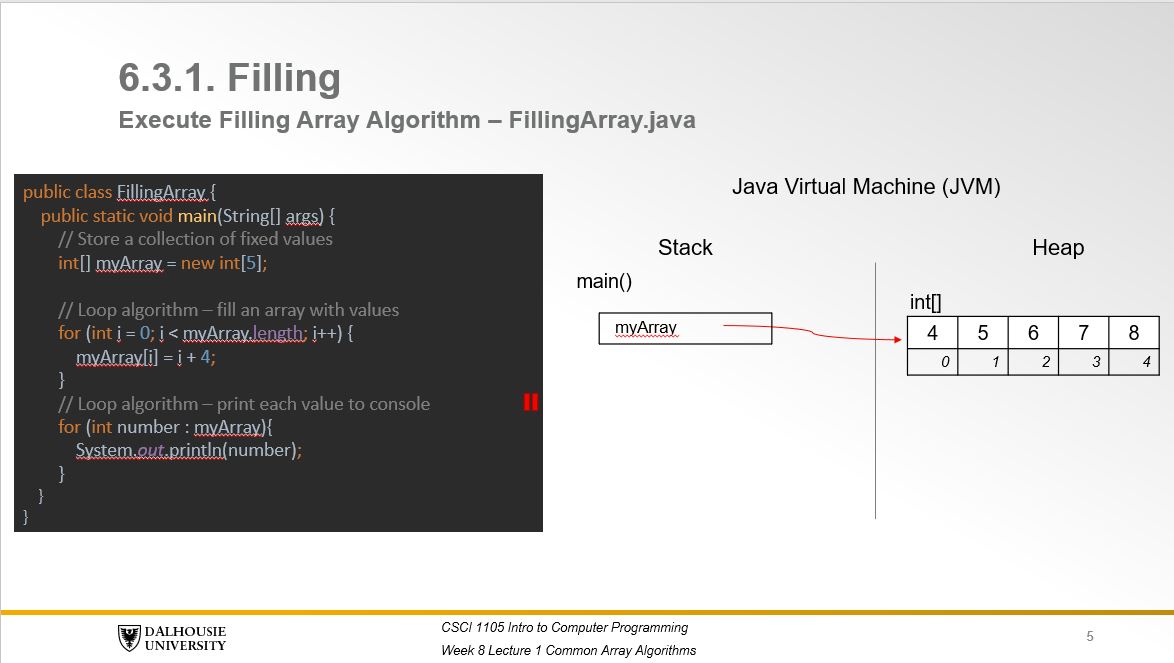 6.3.1. Filling
Execute Filling Array Algorithm – FillingArray.java
public class FillingArray {
public static void main(String[] args) {
// Store a collection of fixed values
int[] myArray = new int[5];
// Loop algorithm – fill an array with values
for (int i = 0; i < myArray.length; i++) {
myArray[i] = i + 4;
}
// Loop algorithm – print each value to console
for (int number : myArray){
System.out.println(number);
}
}
}
Java Virtual Machine (JVM)
Stack
Heap
main()
myArray
int[]
4 5 6 7 8
0 1 2 3 4
DALHOUSIE
UNIVERSITY
CSCI 1105 Intro to Computer Programming
Week 8 Lecture 1 Common Array Algorithms
5